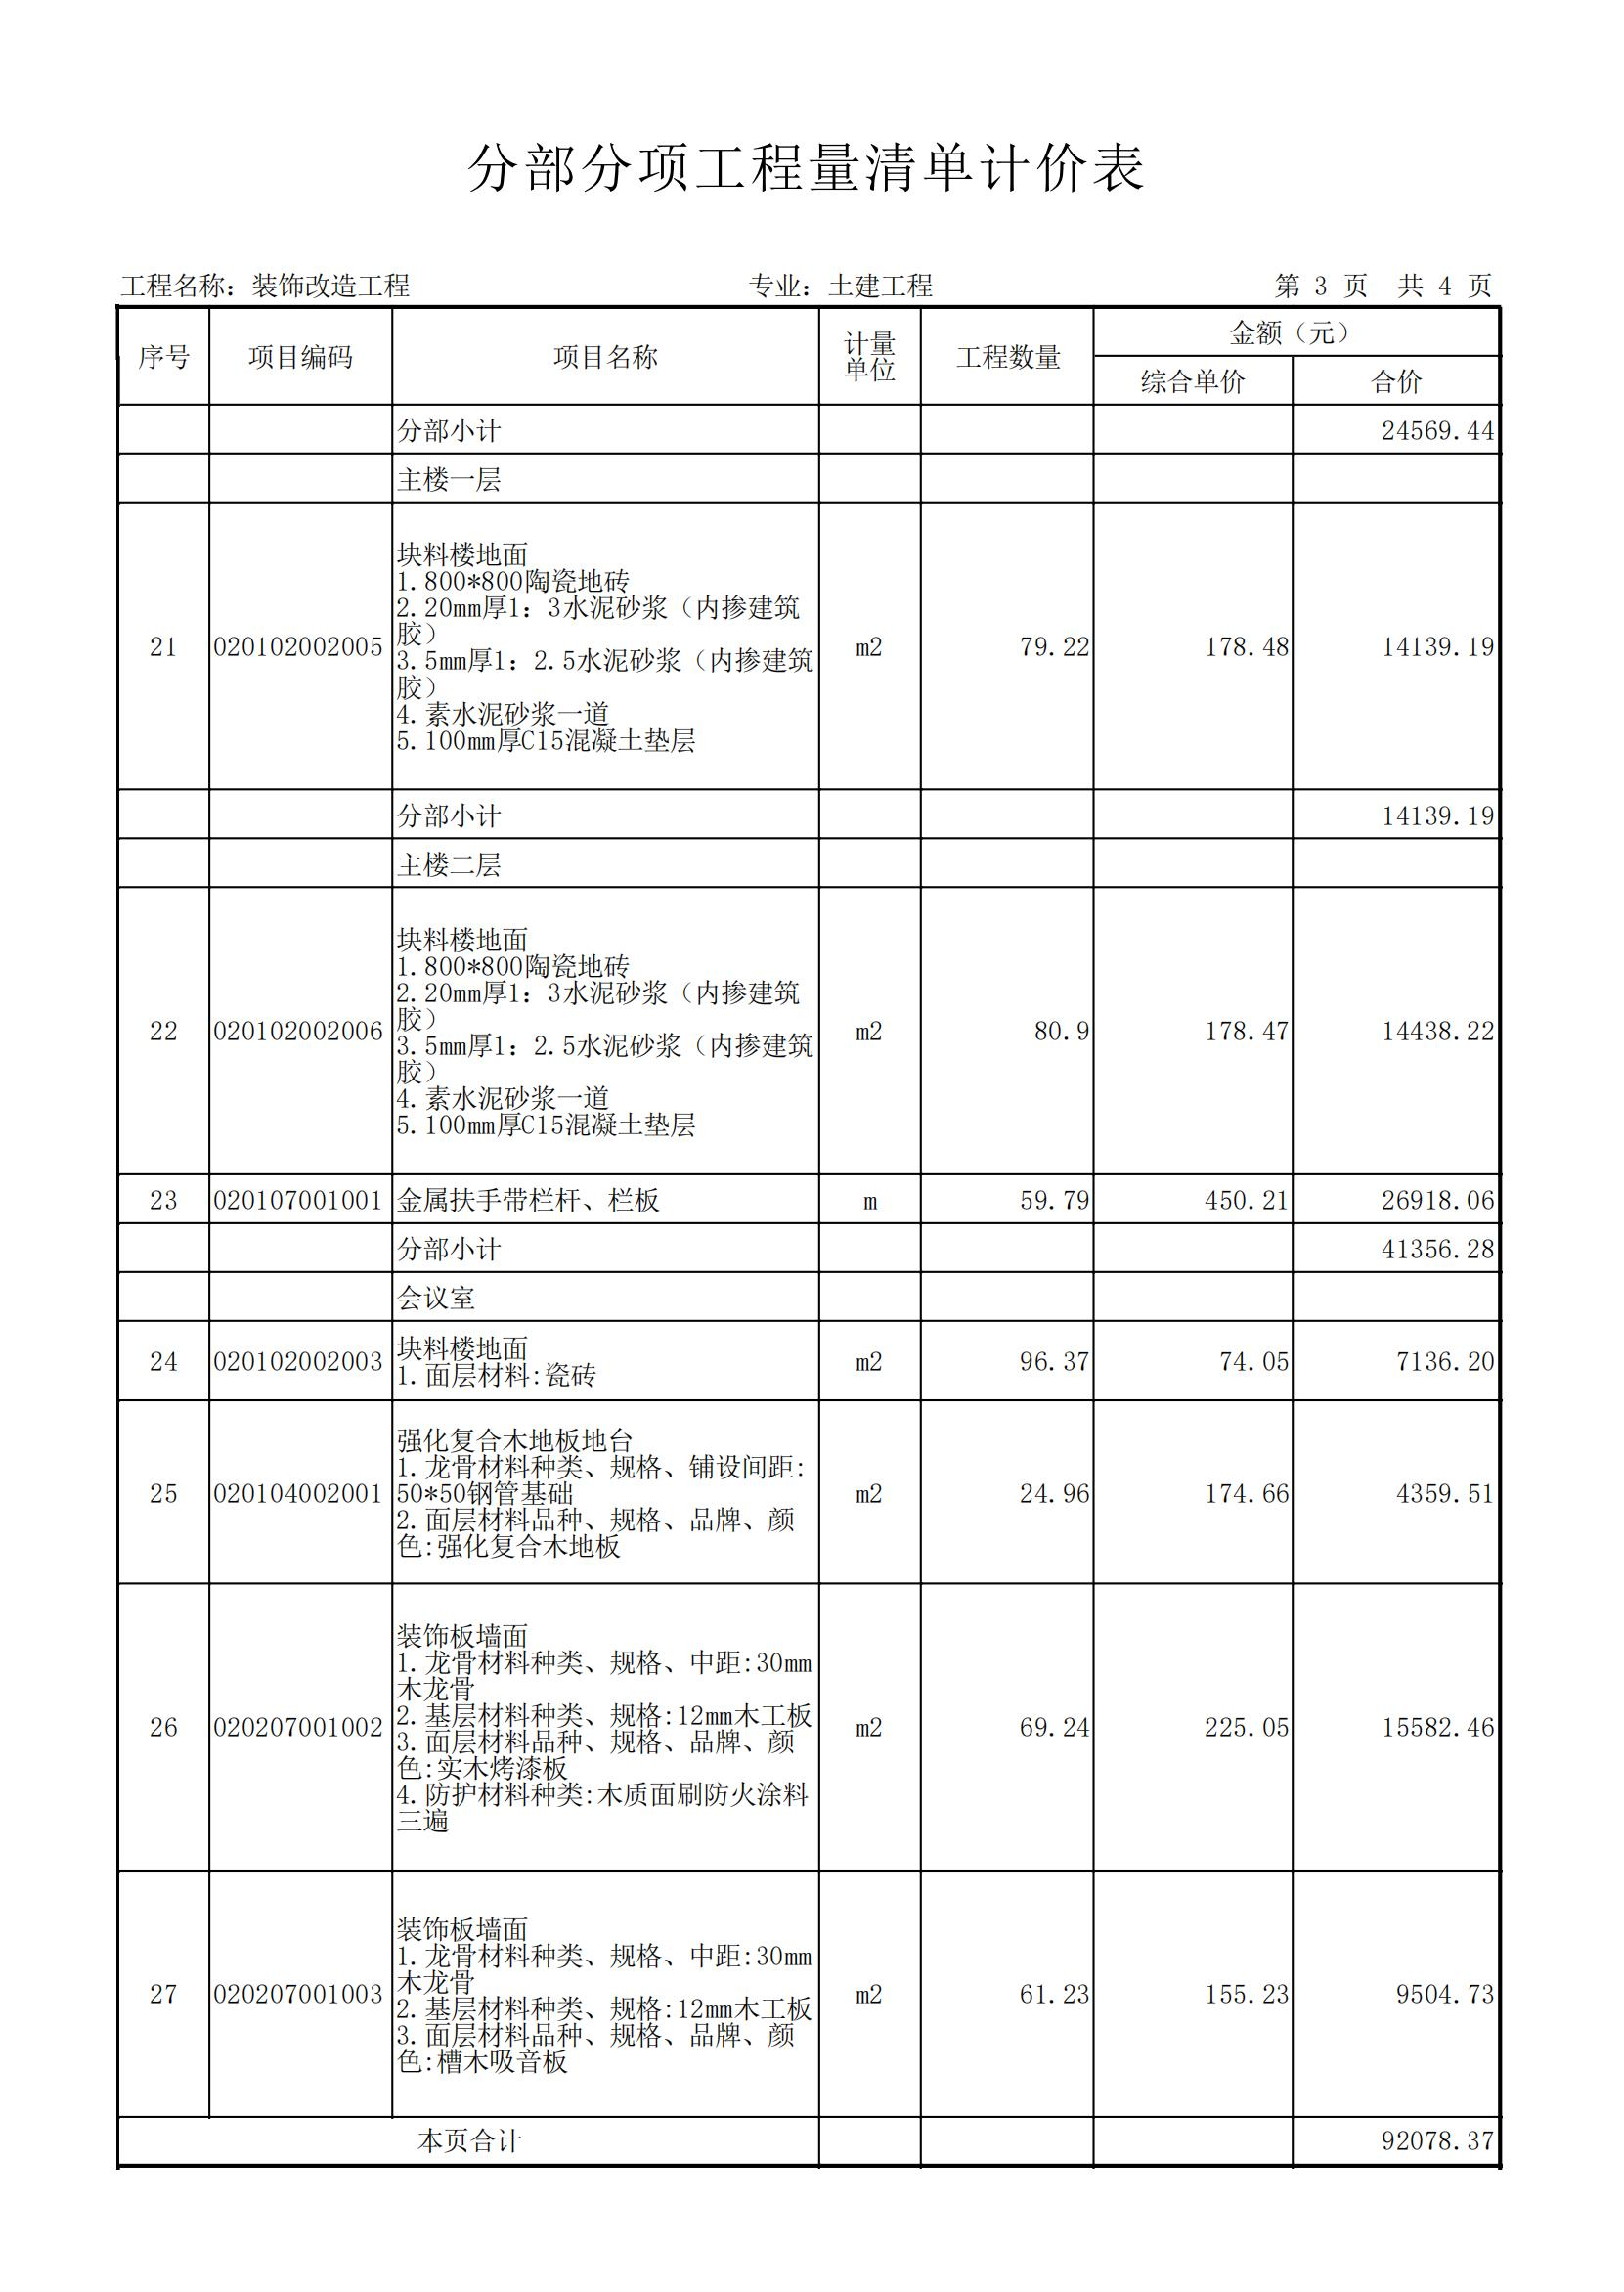 分部分项工程量清单计价表
工程名称：装饰改造工程 专业：土建工程 第 3 页 共 4 页
序号 项目编码 项目名称 计量单位 工程数量 金额（元）
综合单价 合价
分部小计 24569.44
主楼一层
块料楼地面
1.800*800陶瓷地砖
2.20mm厚1：3水泥砂浆（内掺建筑
胶）
21 020102002005 3.5mm厚1：2.5水泥砂浆（内掺建筑 m2 79.22 178.48 14139.19
胶）
4.素水泥砂浆一道
5.100mm厚C15混凝土垫层
分部小计 14139.19
主楼二层
块料楼地面
1.800*800陶瓷地砖
2.20mm厚1：3水泥砂浆（内掺建筑
胶）
22 020102002006 3.5mm厚1：2.5水泥砂浆（内掺建筑 m2 80.9 178.47 14438.22
胶）
4.素水泥砂浆一道
5.100mm厚C15混凝土垫层
23 020107001001 金属扶手带栏杆、栏板 m 59.79 450.21 26918.06
分部小计 41356.28
会议室
块料楼地面
24 020102002003 1.面层材料:瓷砖 m2 96.37 74.05 7136.20
强化复合木地板地台
1.龙骨材料种类、规格、铺设间距:
25 020104002001 50*50钢管基础 m2 24.96 174.66 4359.51
2.面层材料品种、规格、品牌、颜
色:强化复合木地板
装饰板墙面
1.龙骨材料种类、规格、中距:30mm
木龙骨
26 020207001002 2.基层材料种类、规格:12mm木工板 m2 69.24 225.05 15582.46
3.面层材料品种、规格、品牌、颜
色:实木烤漆板
4.防护材料种类:木质面刷防火涂料
三遍
装饰板墙面
1.龙骨材料种类、规格、中距:30mm
木龙骨
27 020207001003 2.基层材料种类、规格:12mm木工板 m2 61.23 155.23 9504.73
3.面层材料品种、规格、品牌、颜
色:槽木吸音板
本页合计 92078.37